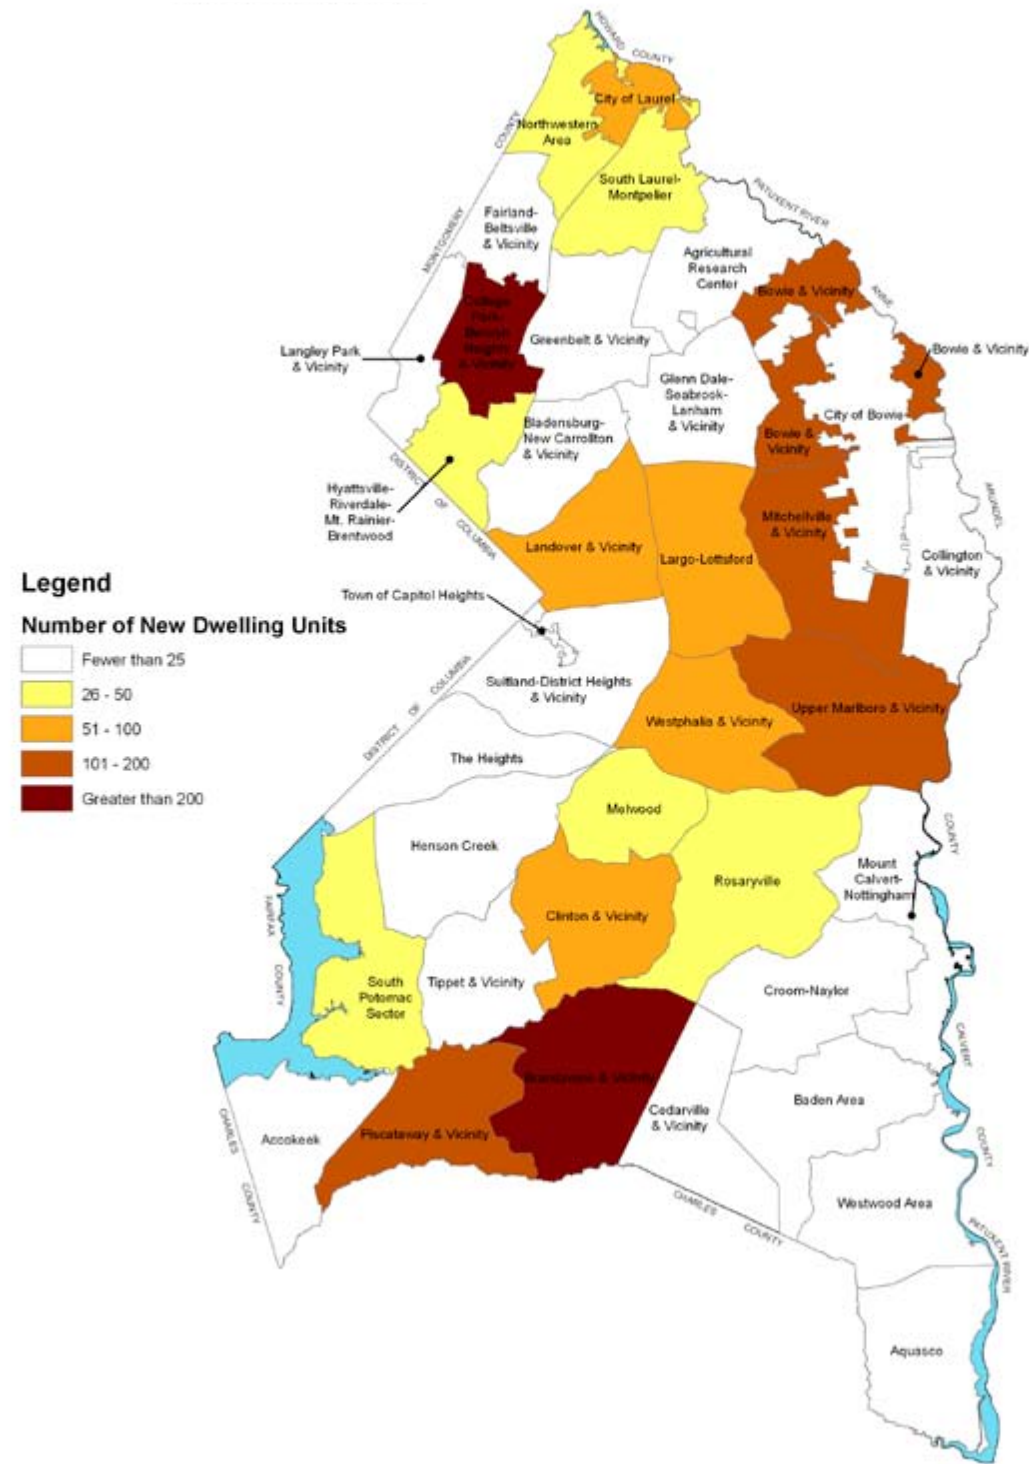 HOWARD COUNTY
City of Laurel
Northwestern
Area
COUNTY
South Laurel-
Montpelier
PATUXENT RIVER
Fairland-
Beltsville
& Vicinity
MONTGOMERY
Agricultural
Research
Center
Bowie & Vicinity
ANNE
College
Park-
Berwyn
Heights
& Vicinity
Greenbelt & Vicinity
Langley Park
& Vicinity
Bowie & Vicinity
Glenn Dale-
Seabrook-
Lanham
& Vicinity
City of Bowie
Bladensburg-
New Carrollton
& Vicinity
Bowie &
Vicinity
DISTRICT OF COLUMBIA
Hyattsville-
Riverdale-
Mt. Rainier-
Brentwood
ARUNDEL
Mitchellville
& Vicinity
Landover & Vicinity
Largo-Lottsford
Collington
& Vicinity
Legend
Town of Capitol Heights
Number of New Dwelling Units
Fewer than 25
26 - 50
51 - 100
101 - 200
Greater than 200
DISTRICT OF COLUMBIA
Suitland-District Heights
& Vicinity
Westphalia & Vicinity
Upper Marlboro & Vicinity
The Heights
Melwood
COUNTY
Henson Creek
Mount
Calvert-
Nottingham
Rosaryville
FAIRFAX
COUNTY
Clinton & Vicinity
South
Potomac
Sector
Tippet & Vicinity
Croom-Naylor
CALVERT
Brandywine & Vicinity
Baden Area
Cedarville
& Vicinity
CHARLES
COUNTY
Accokeek
Piscataway & Vicinity
COUNTY
CHARLES
COUNTY
Westwood Area
PATUXENT RIVER
Aquasco